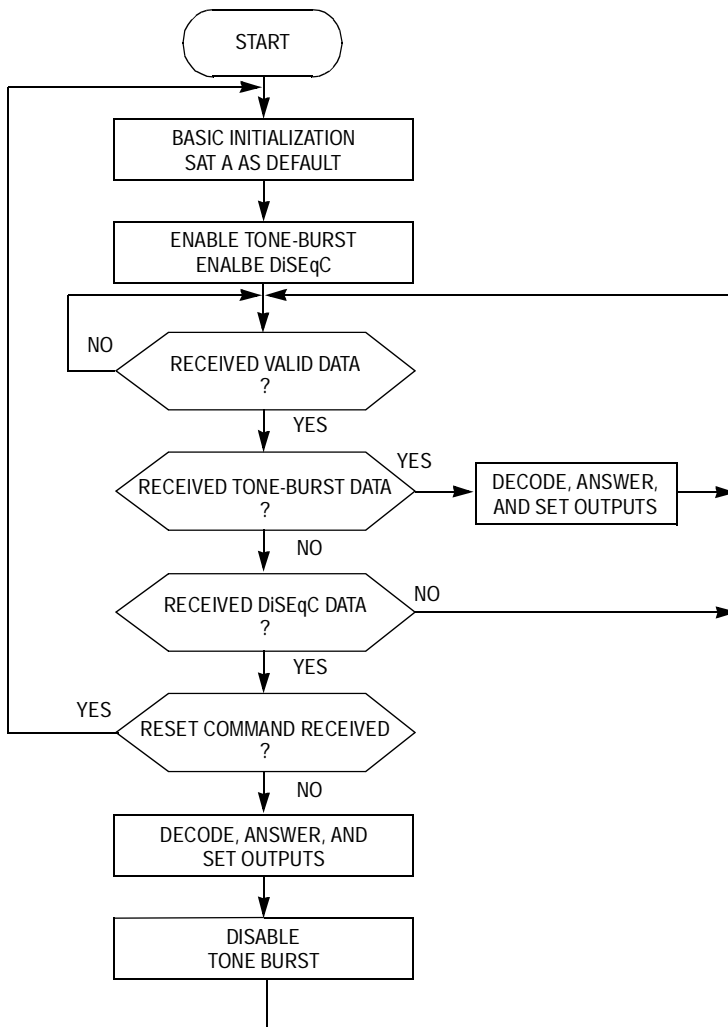 START
BASIC INITIALIZATION
SAT A AS DEFAULT
ENABLE TONE-BURST
ENALBE DiSEqC
NO
RECEIVED VALID DATA
?
YES
RECEIVED TONE-BURST DATA
?
YES
DECODE, ANSWER,
AND SET OUTPUTS
NO
RECEIVED DiSEqC DATA
?
NO
YES
YES
RESET COMMAND RECEIVED
?
NO
DECODE, ANSWER, AND
SET OUTPUTS
DISABLE
TONE BURST